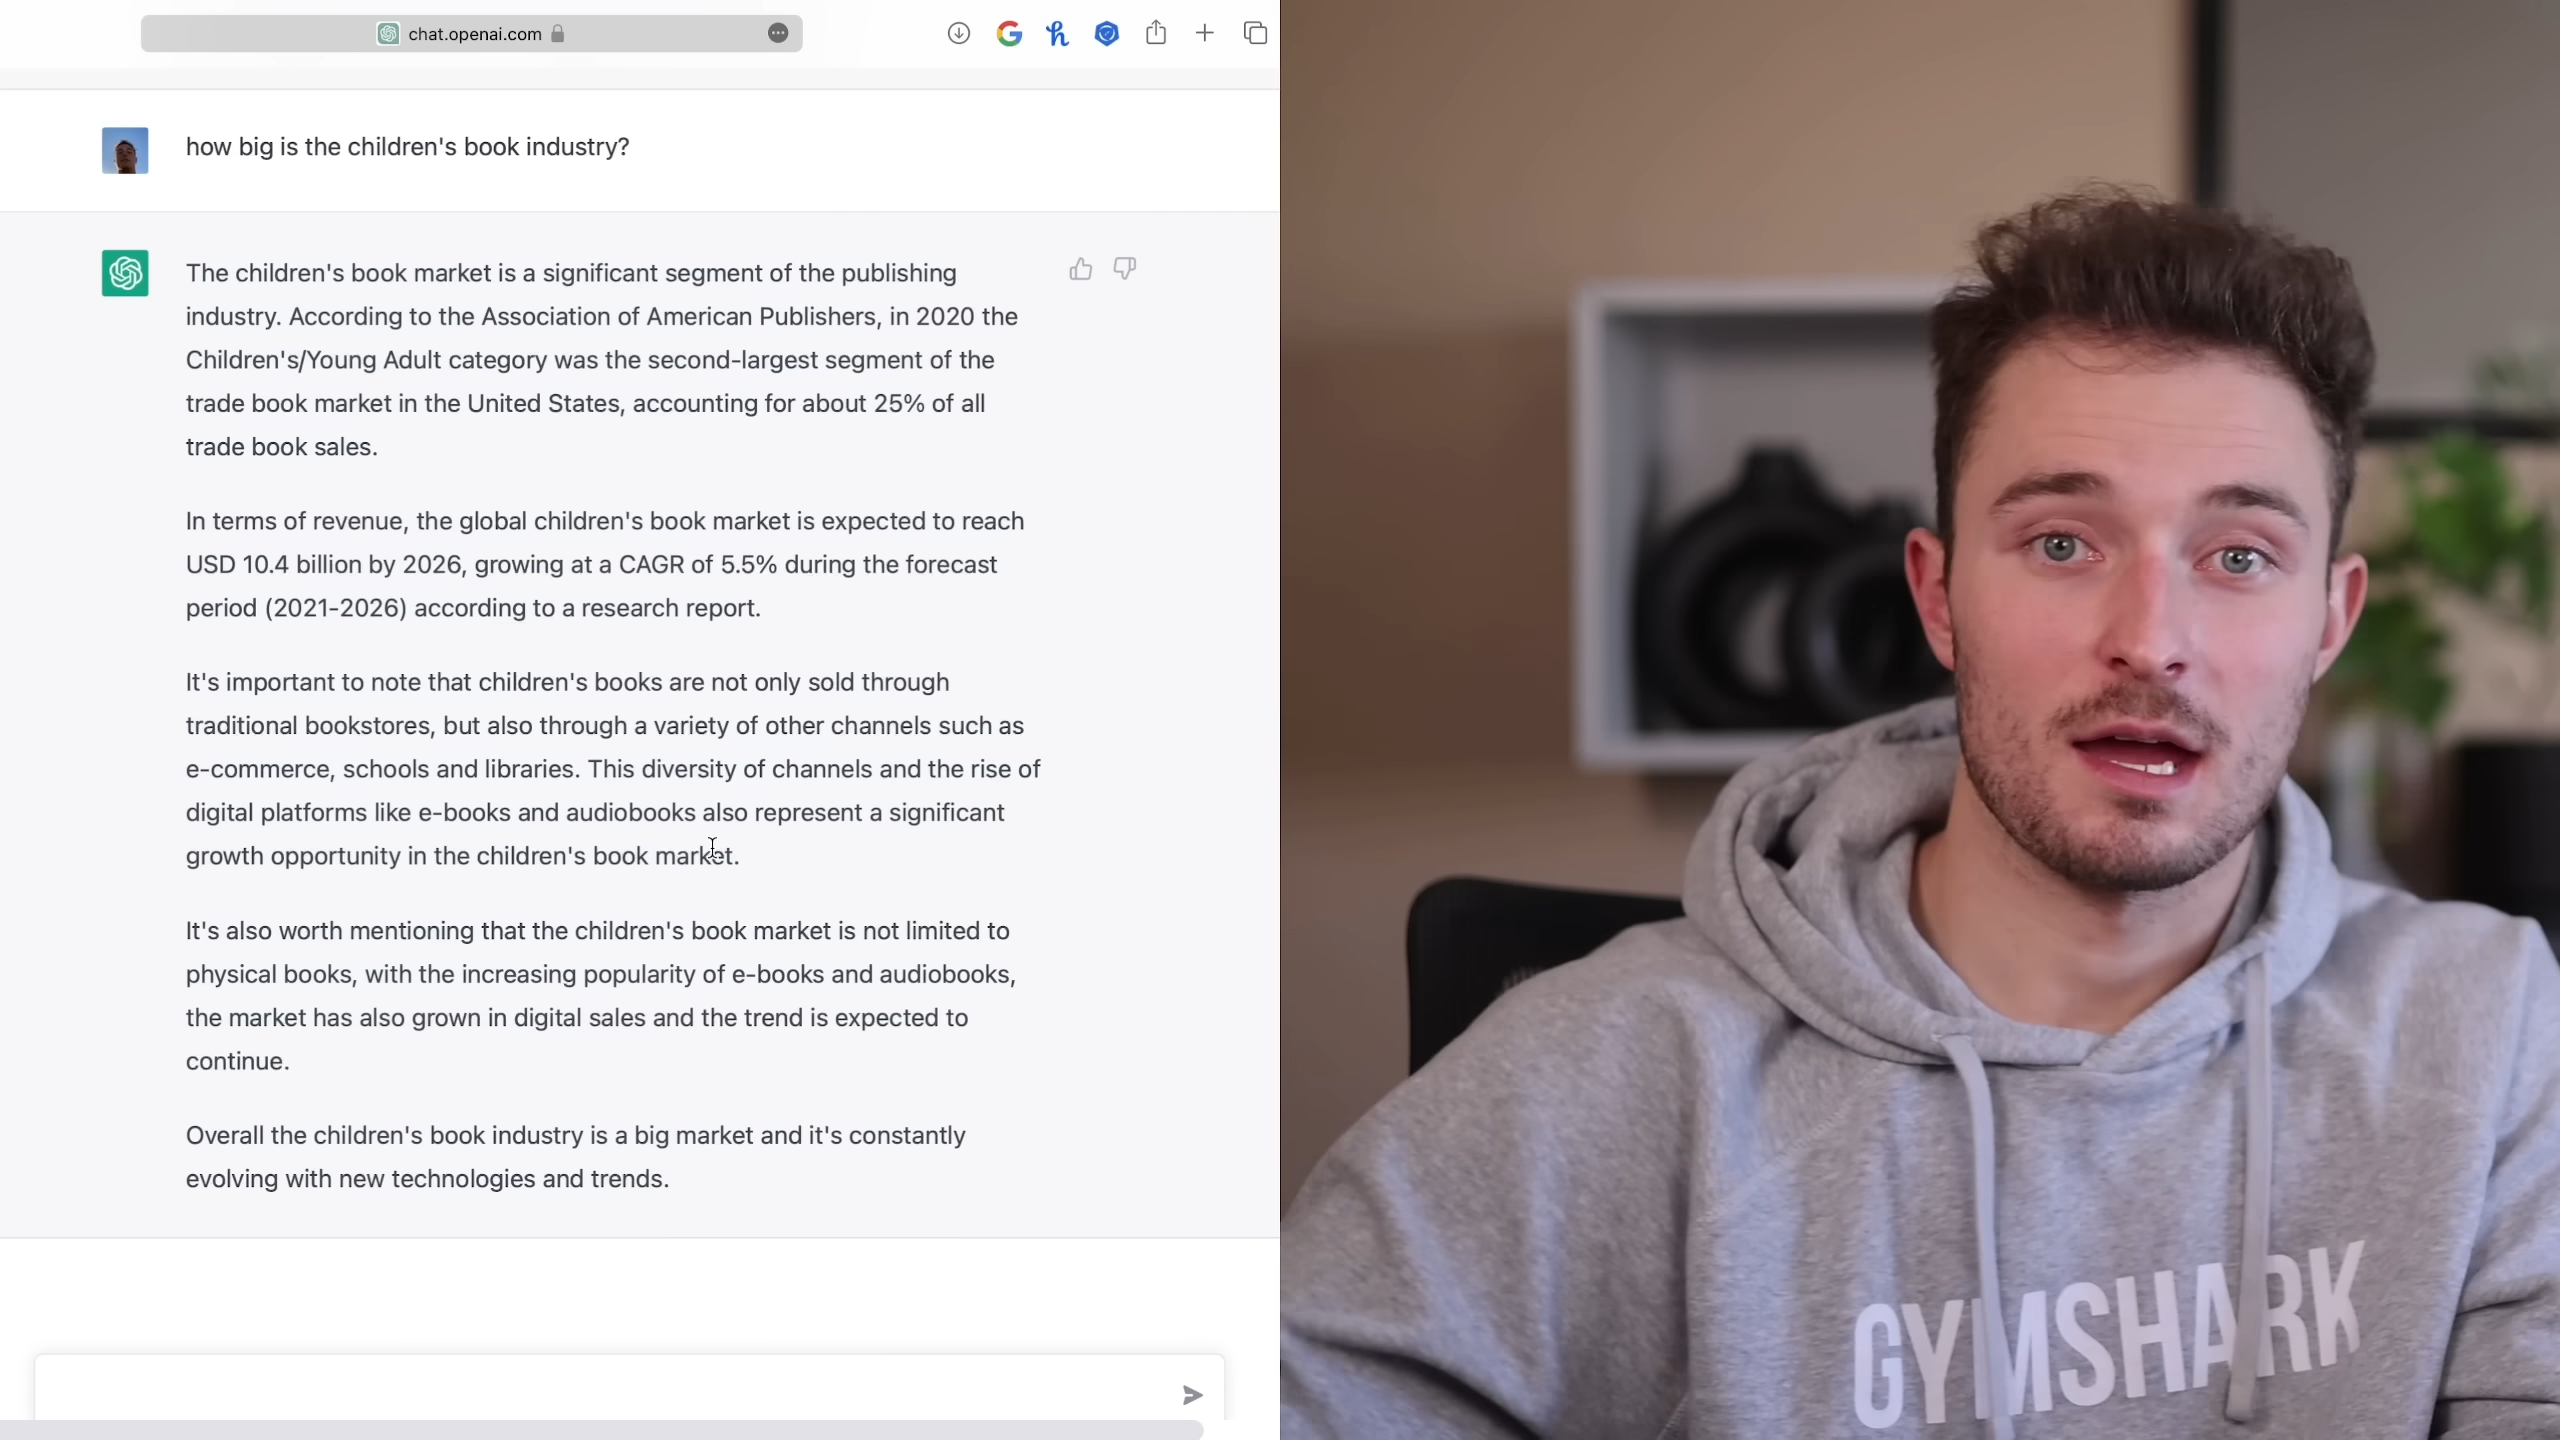 chat.openai.com
how big is the children's book industry?
The children's book market is a significant segment of the publishing
industry. According to the Association of American Publishers, in 2020 the
Children's/Young Adult category was the second-largest segment of the
trade book market in the United States, accounting for about 25% of all
trade book sales.
In terms of revenue, the global children's book market is expected to reach
USD 10.4 billion by 2026, growing at a CAGR of 5.5% during the forecast
period (2021-2026) according to a research report.
It's important to note that children's books are not only sold through
traditional bookstores, but also through a variety of other channels such as
e-commerce, schools and libraries. This diversity of channels and the rise of
digital platforms like e-books and audiobooks also represent a significant
growth opportunity in the children's book market.
It's also worth mentioning that the children's book market is not limited to
physical books, with the increasing popularity of e-books and audiobooks,
the market has also grown in digital sales and the trend is expected to
continue.
Overall the children's book industry is a big market and it's constantly
evolving with new technologies and trends.
GYMSHARK